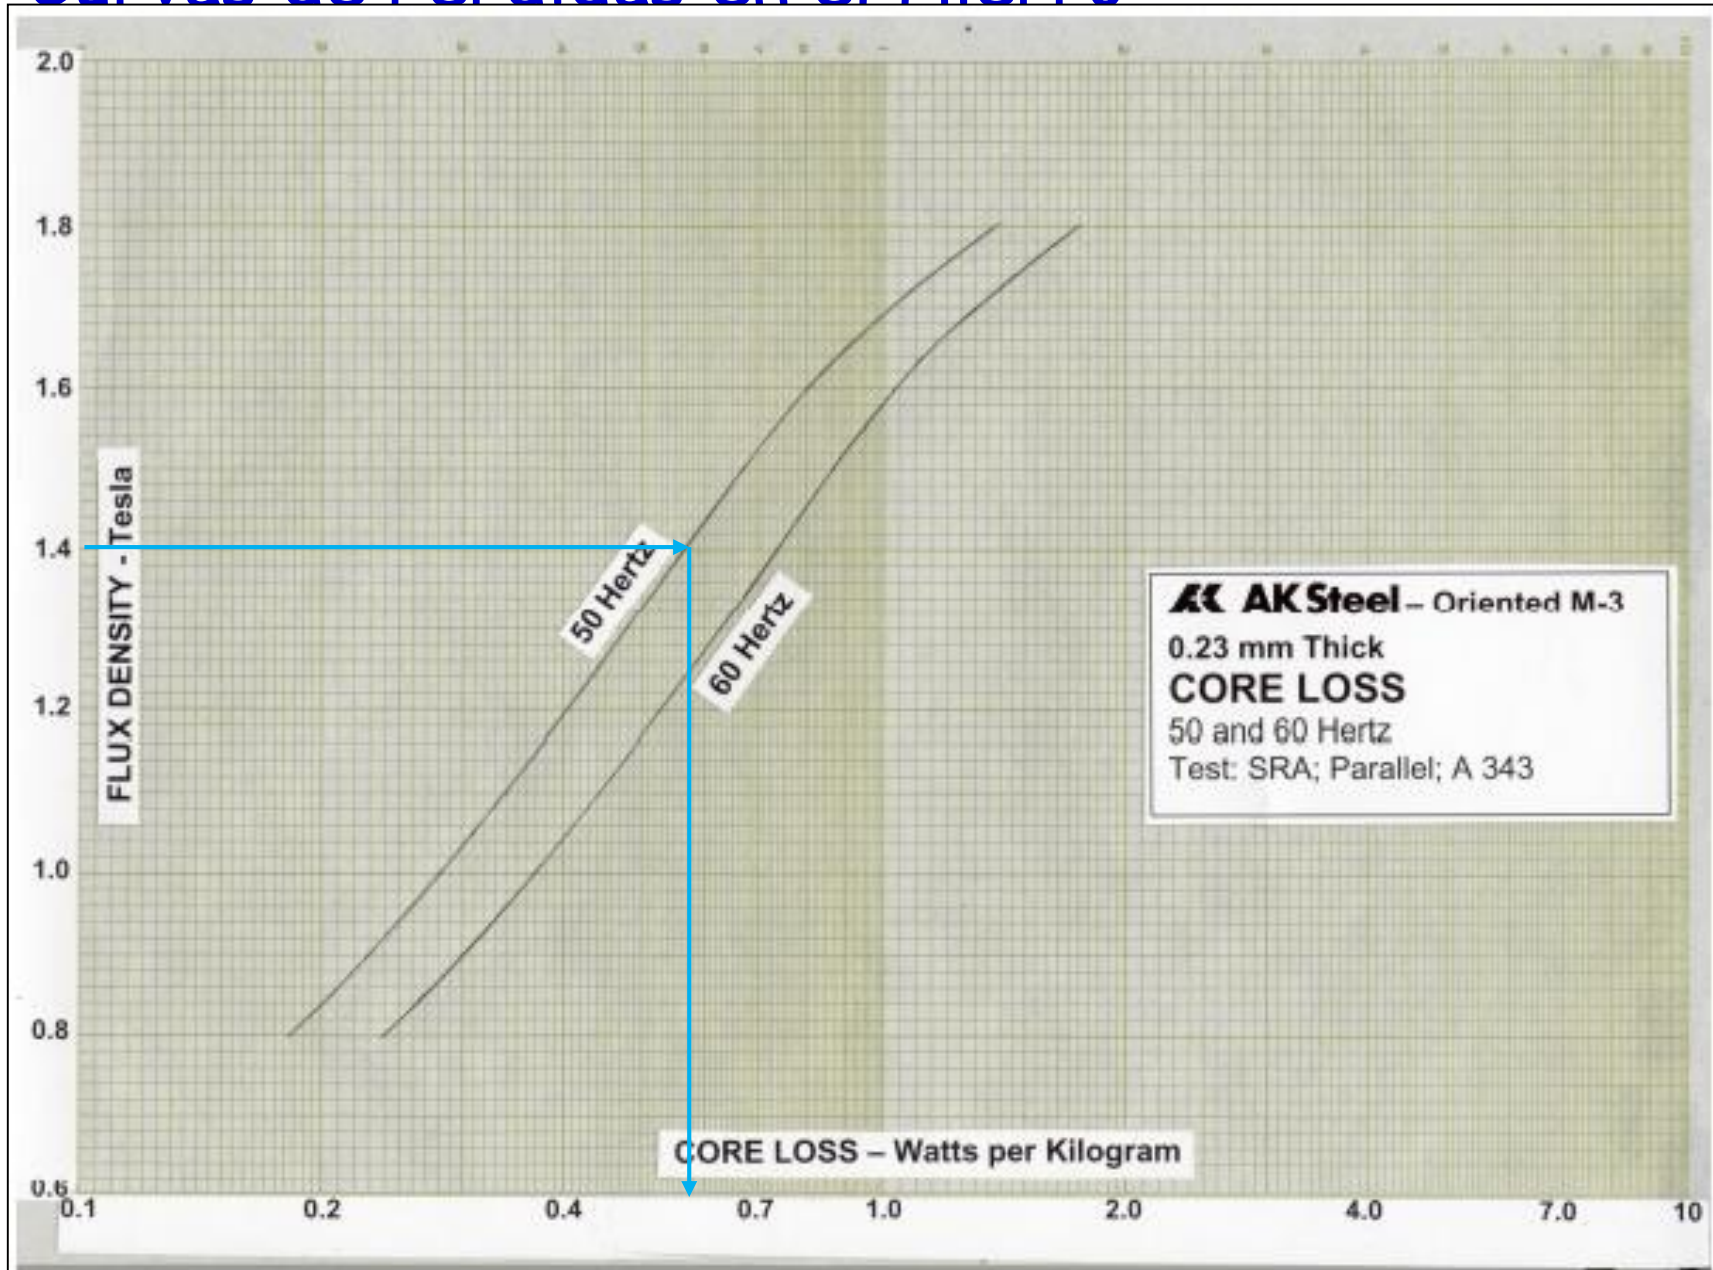 2.0
1.8
1.6
1.4
1.2
1.0
0.8
0.6
FLUX DENSITY - Tesla
50 Hertz
60 Hertz
AK Steel – Oriented M-3
0.23 mm Thick
CORE LOSS
50 and 60 Hertz
Test: SRA; Parallel; A 343
CORE LOSS – Watts per Kilogram
0.1 0.2 0.4 0.7 1.0 2.0 4.0 7.0 10